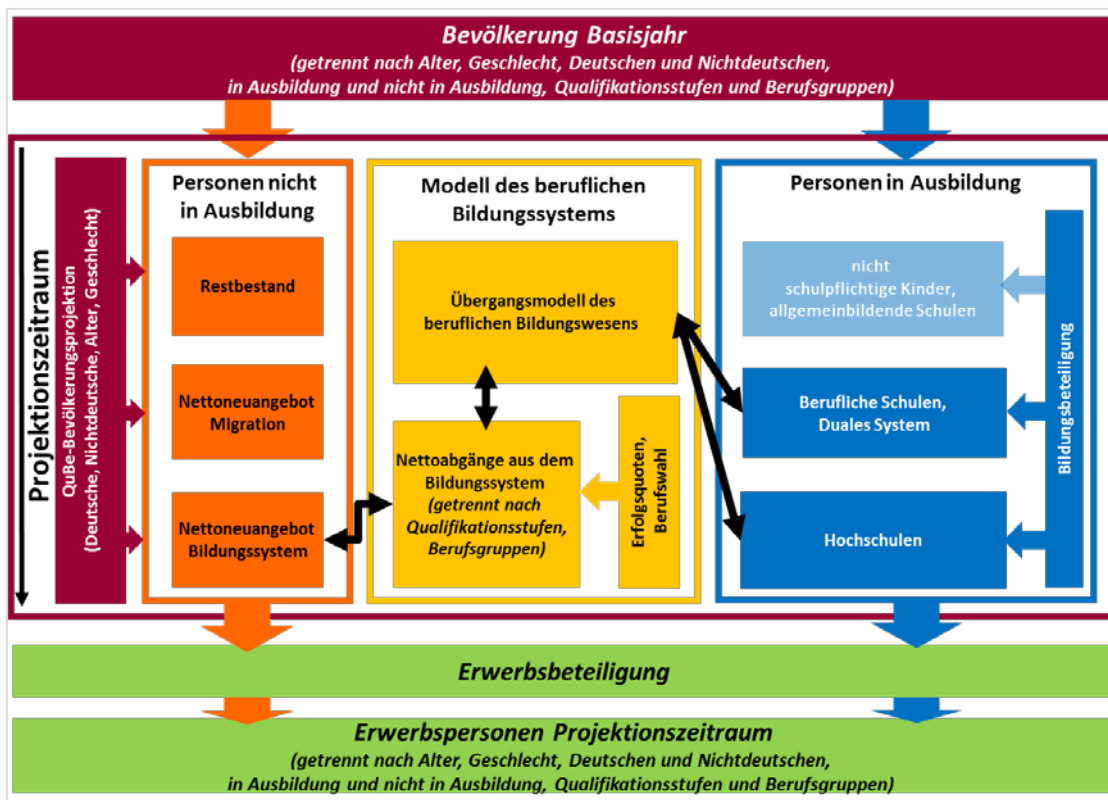 Bevölkerung Basisjahr
(getrennt nach Alter, Geschlecht, Deutschen und Nichtdeutschen,
in Ausbildung und nicht in Ausbildung, Qualifikationsstufen und Berufsgruppen)
Projektionszeitraum
QuBe-Bevölkerungsprojektion
(Deutsche, Nichtdeutsche, Alter, Geschlecht)
Personen nicht
in Ausbildung
Restbestand
Nettoneuangebot
Migration
Nettoneuangebot
Bildungssystem
Modell des beruflichen
Bildungssystems
Übergangsmodell des
beruflichen Bildungswesens
Nettoabgänge aus dem
Bildungssystem
(getrennt nach
Qualifikationsstufen,
Berufsgruppen)
Erfolgsquoten,
Berufswahl
Personen in Ausbildung
nicht
schulpflichtige Kinder,
allgemeinbildende Schulen
Berufliche Schulen,
Duales System
Hochschulen
Bildungsbeteiligung
Erwerbsbeteiligung
Erwerbspersonen Projektionszeitraum
(getrennt nach Alter, Geschlecht, Deutschen und Nichtdeutschen,
in Ausbildung und nicht in Ausbildung, Qualifikationsstufen und Berufsgruppen)